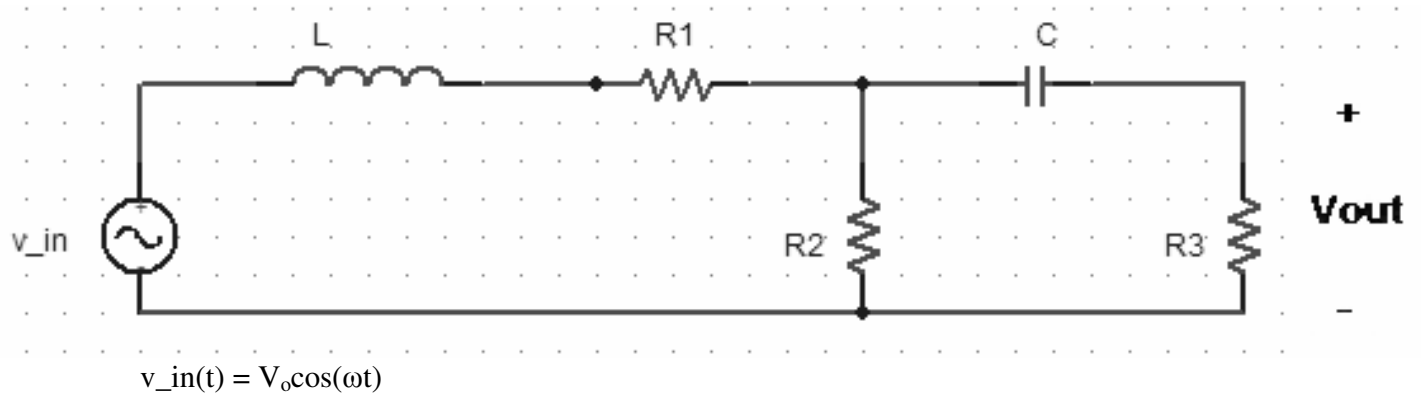 L R1 C
+
v_in + R2 R3 Vout
−
v_in(t) = Vₒcos(ωt)